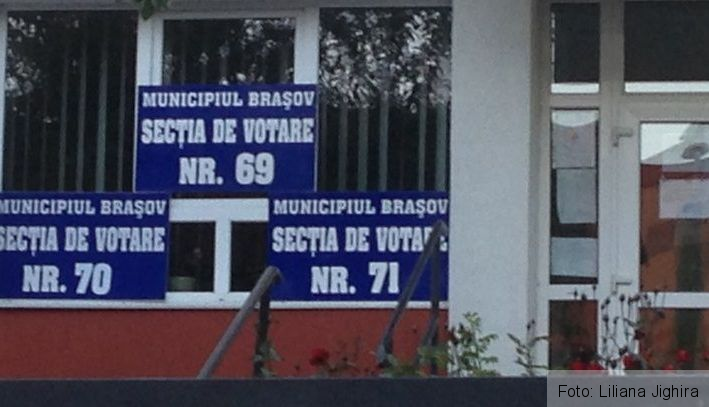 MUNICIPIUL BRAŞOV
SECŢIA DE VOTARE
NR. 69
MUNICIPIUL BRAŞOV
SECŢIA DE VOTARE
NR. 70
MUNICIPIUL BRAŞOV
SECŢIA DE VOTARE
NR. 71
Foto: Liliana Jighira